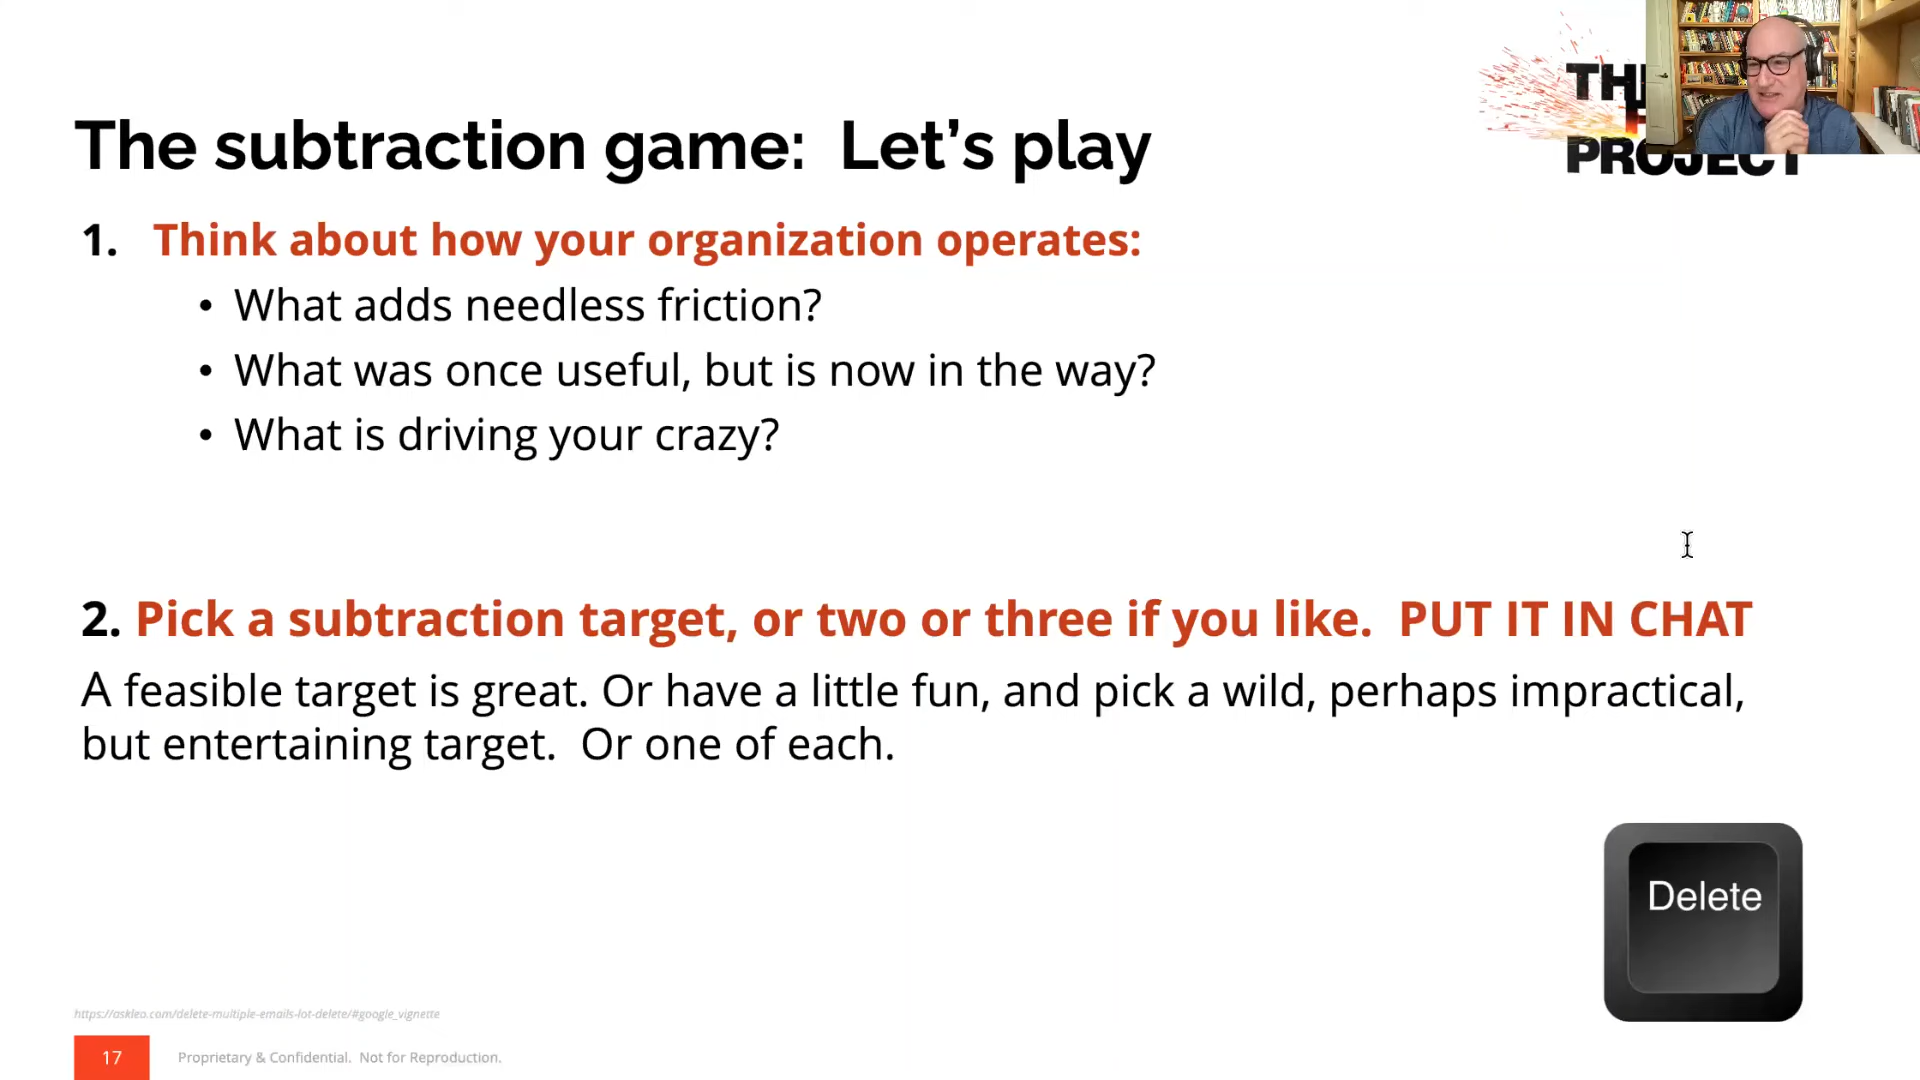 The subtraction game:  Let's play
PROJECT
1. Think about how your organization operates:
• What adds needless friction?
• What was once useful, but is now in the way?
• What is driving your crazy?
2. Pick a subtraction target, or two or three if you like.  PUT IT IN CHAT
A feasible target is great. Or have a little fun, and pick a wild, perhaps impractical,
but entertaining target.  Or one of each.
Delete
https://askleo.com/delete-multiple-emails-lot-delete/#google_vignette
17
Proprietary & Confidential.  Not for Reproduction.